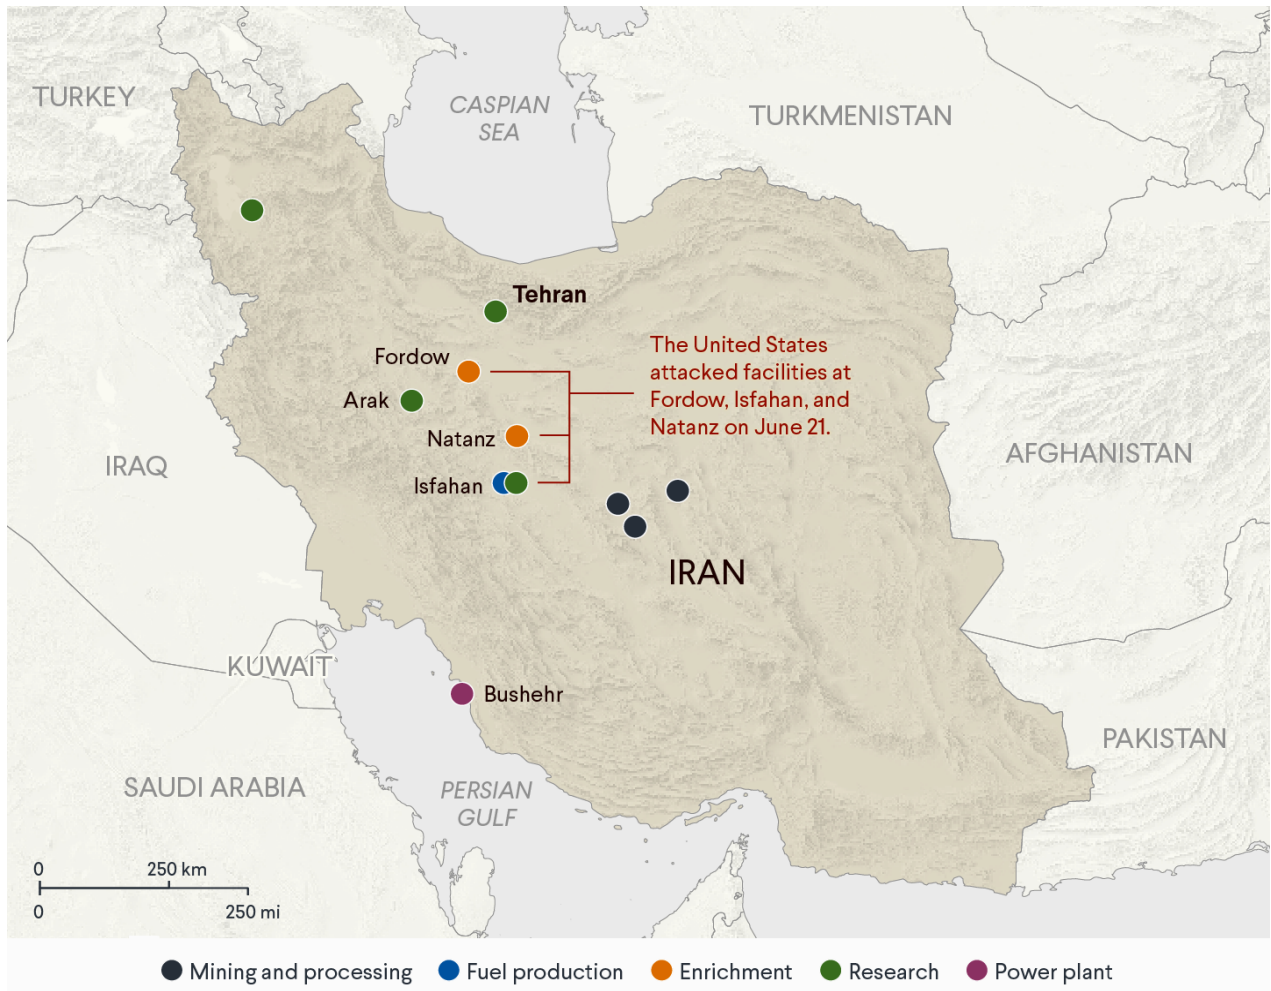 TURKEY
CASPIAN
SEA
TURKMENISTAN
Tehran
Fordow
The United States
attacked facilities at
Fordow, Isfahan, and
Natanz on June 21.
Arak
Natanz
IRAQ
AFGHANISTAN
Isfahan
IRAN
KUWAIT
Bushehr
PAKISTAN
SAUDI ARABIA
PERSIAN
GULF
0 250 km
0 250 mi
Mining and processing Fuel production Enrichment Research Power plant